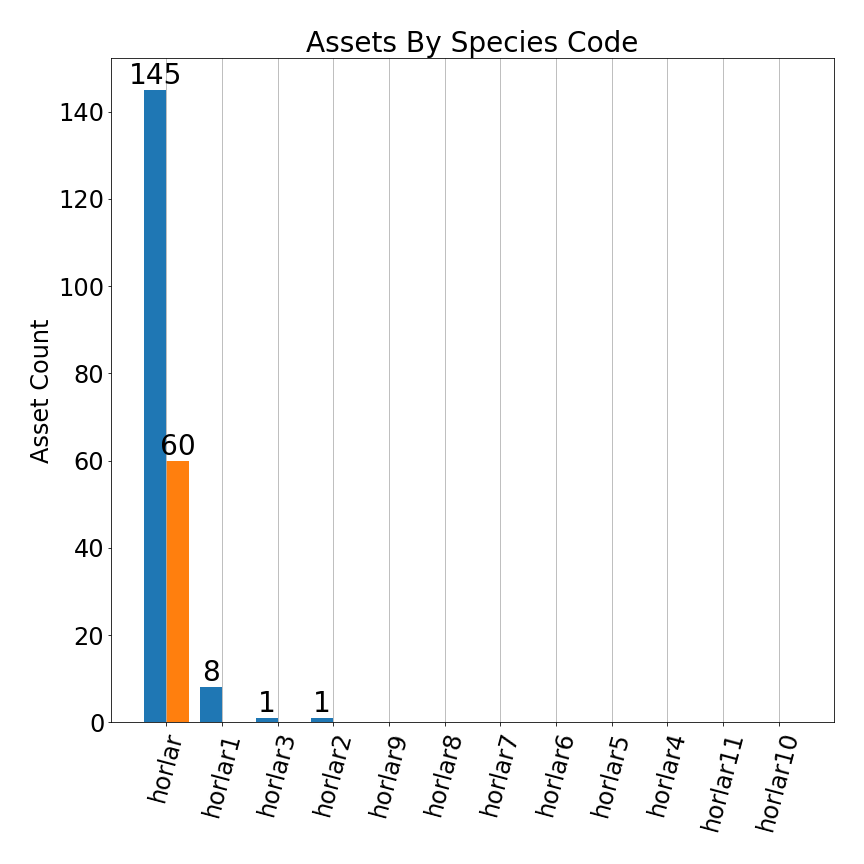 Assets By Species Code
145
140
120
100
80
60
60
40
20
0
8
1
1
Asset Count
horlar
horlar1
horlar3
horlar2
horlar9
horlar8
horlar7
horlar6
horlar5
horlar4
horlar11
horlar10